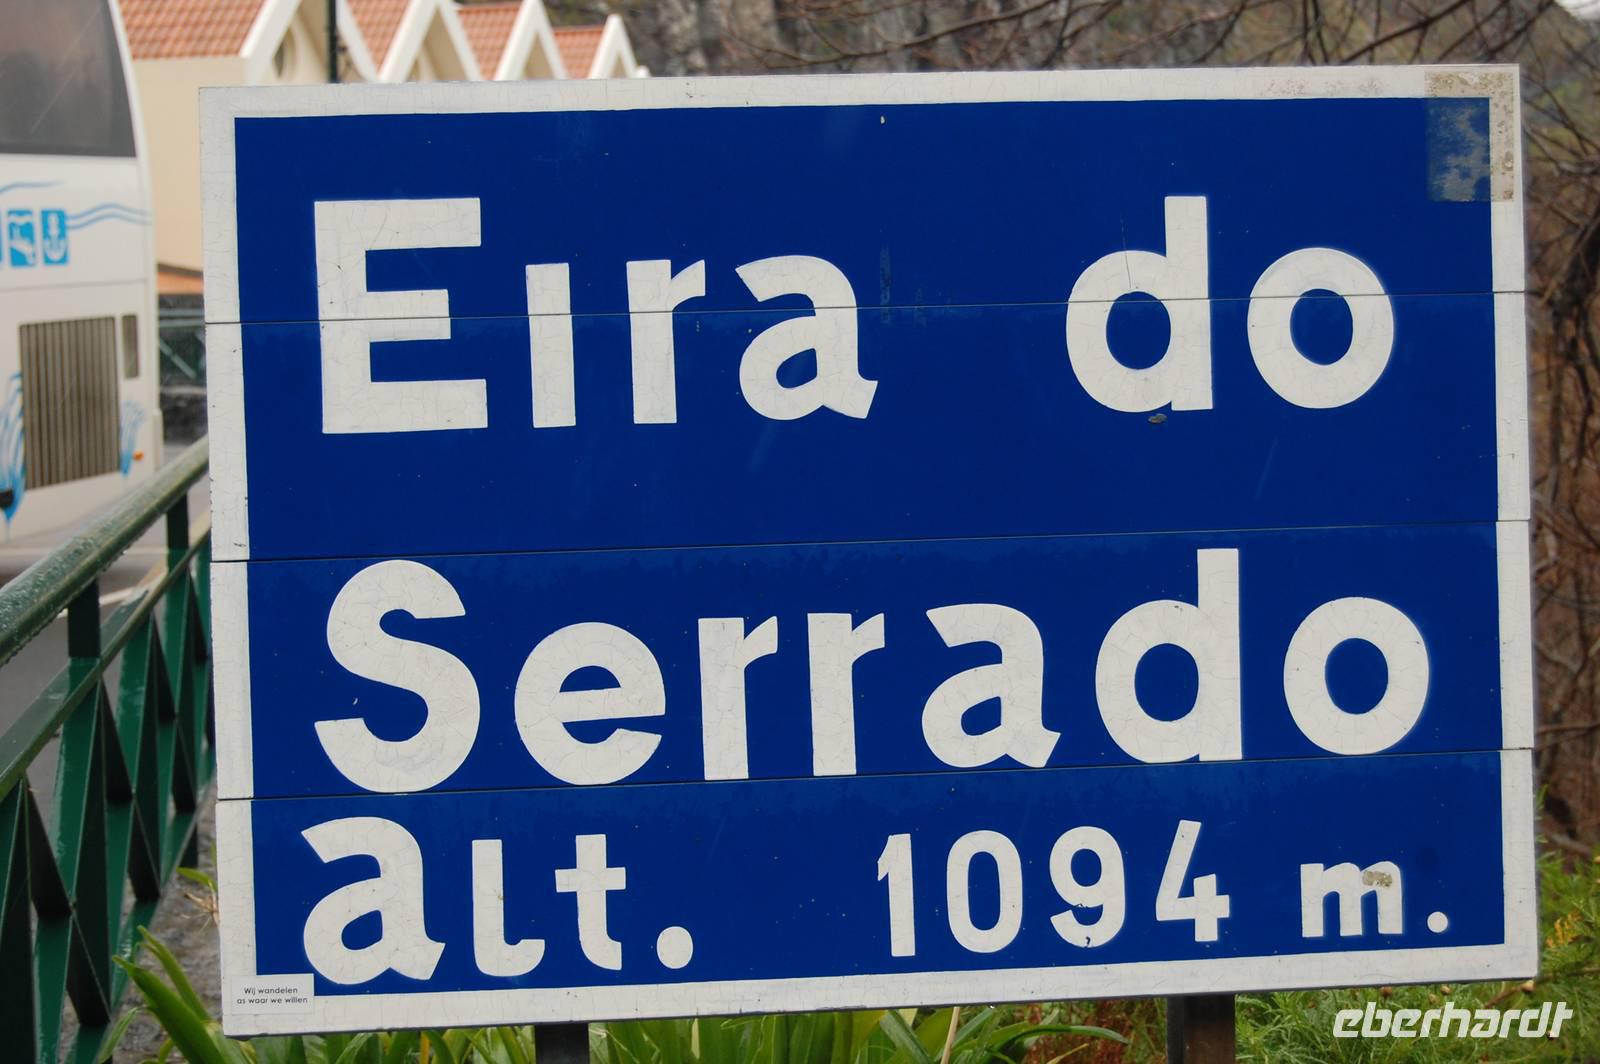 Eira do
Serrado
alt. 1094 m.
Wij wandelen
as waar we willen
eberhardt